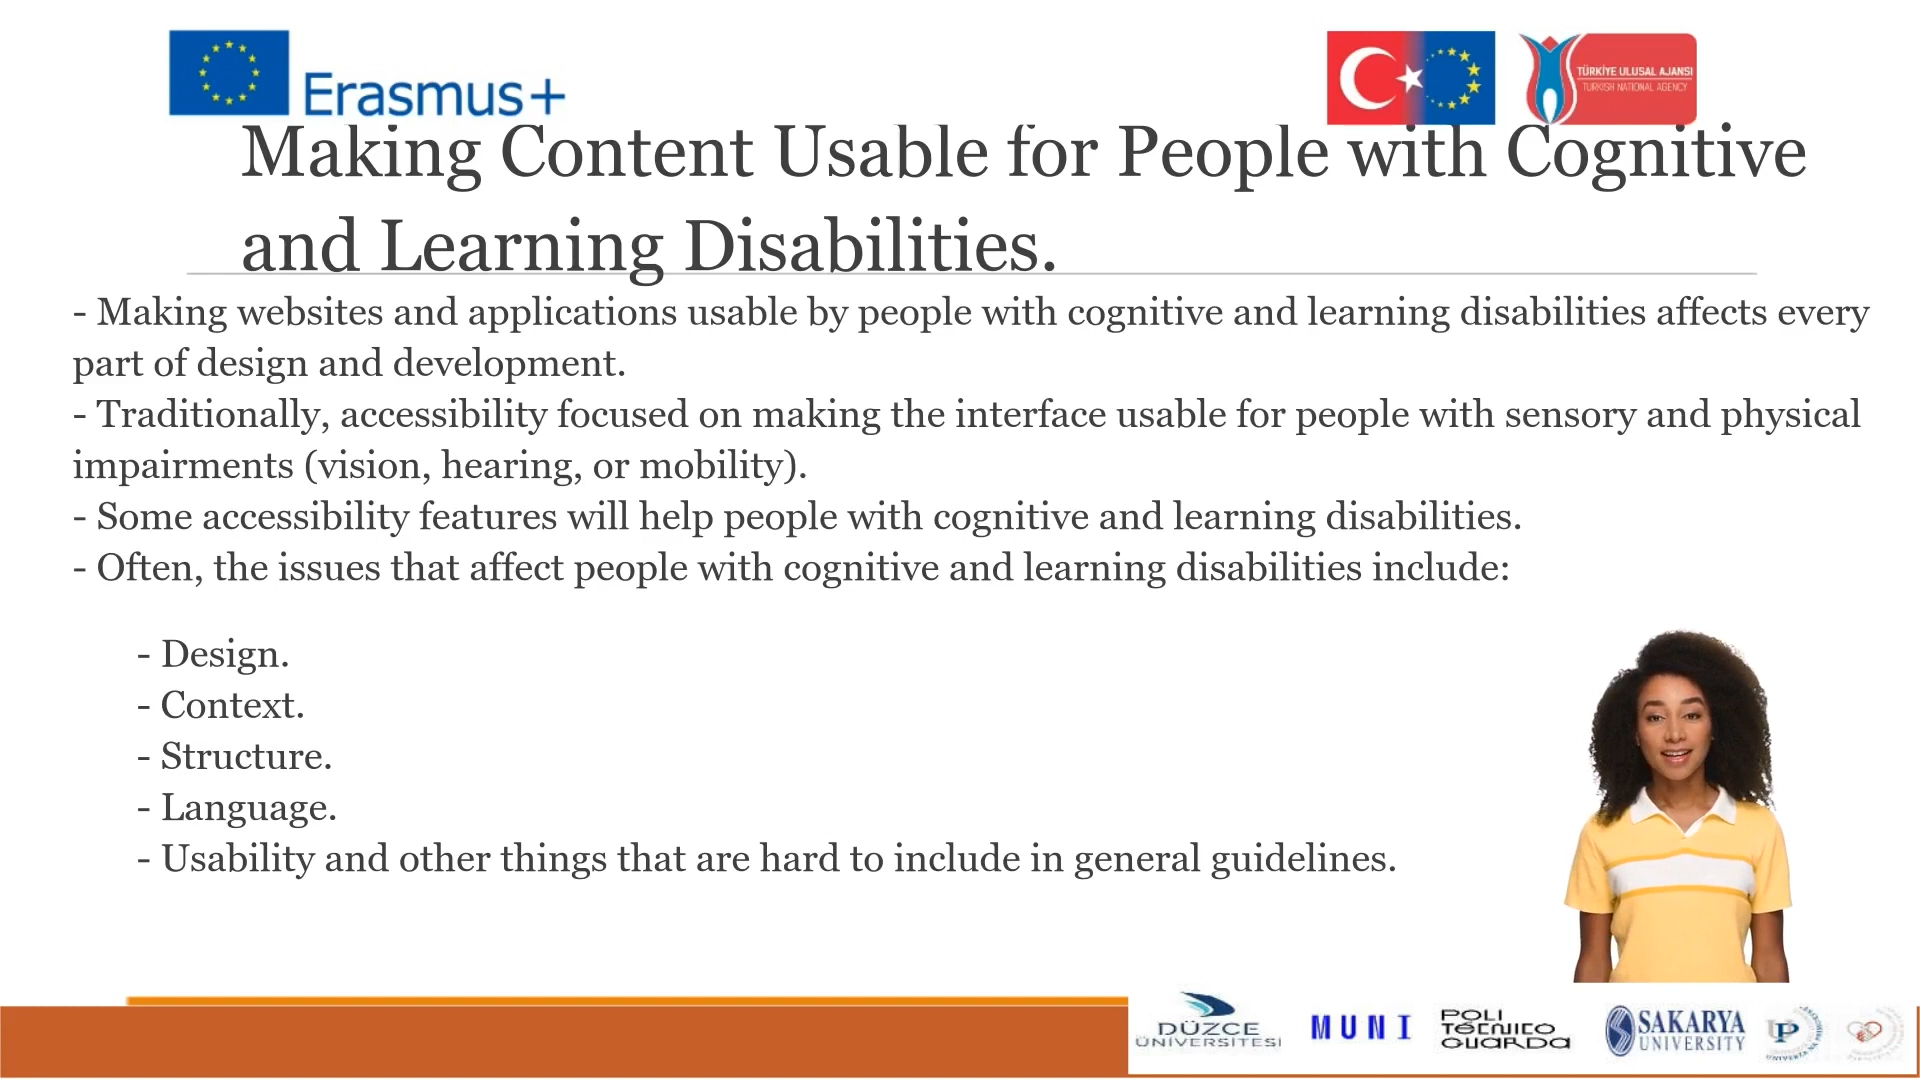 Erasmus+
TÜRKİYE ULUSAL AJANSI
TURKISH NATIONAL AGENCY
Making Content Usable for People with Cognitive
and Learning Disabilities.
- Making websites and applications usable by people with cognitive and learning disabilities affects every
part of design and development.
- Traditionally, accessibility focused on making the interface usable for people with sensory and physical
impairments (vision, hearing, or mobility).
- Some accessibility features will help people with cognitive and learning disabilities.
- Often, the issues that affect people with cognitive and learning disabilities include:
- Design.
- Context.
- Structure.
- Language.
- Usability and other things that are hard to include in general guidelines.
DÜZCE
ÜNİVERSİTESİ
MUNI
POLI
TÉCNICO
GUARDA
SAKARYA
UNIVERSITY
UP